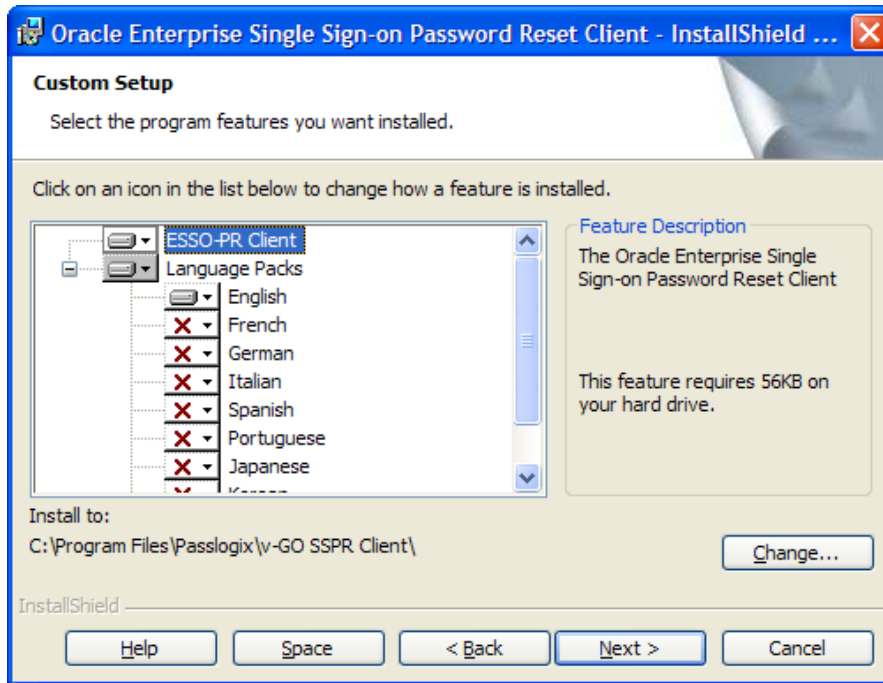 Oracle Enterprise Single Sign-on Password Reset Client - InstallShield ...
Custom Setup
Select the program features you want installed.
Click on an icon in the list below to change how a feature is installed.
ESSO-PR Client
Language Packs
English
French
German
Italian
Spanish
Portuguese
Japanese
Feature Description
The Oracle Enterprise Single
Sign-on Password Reset Client
This feature requires 56KB on
your hard drive.
Install to:
C:\Program Files\Passlogix\v-GO SSPR Client\
Change...
InstallShield
Help
Space
< Back
Next >
Cancel